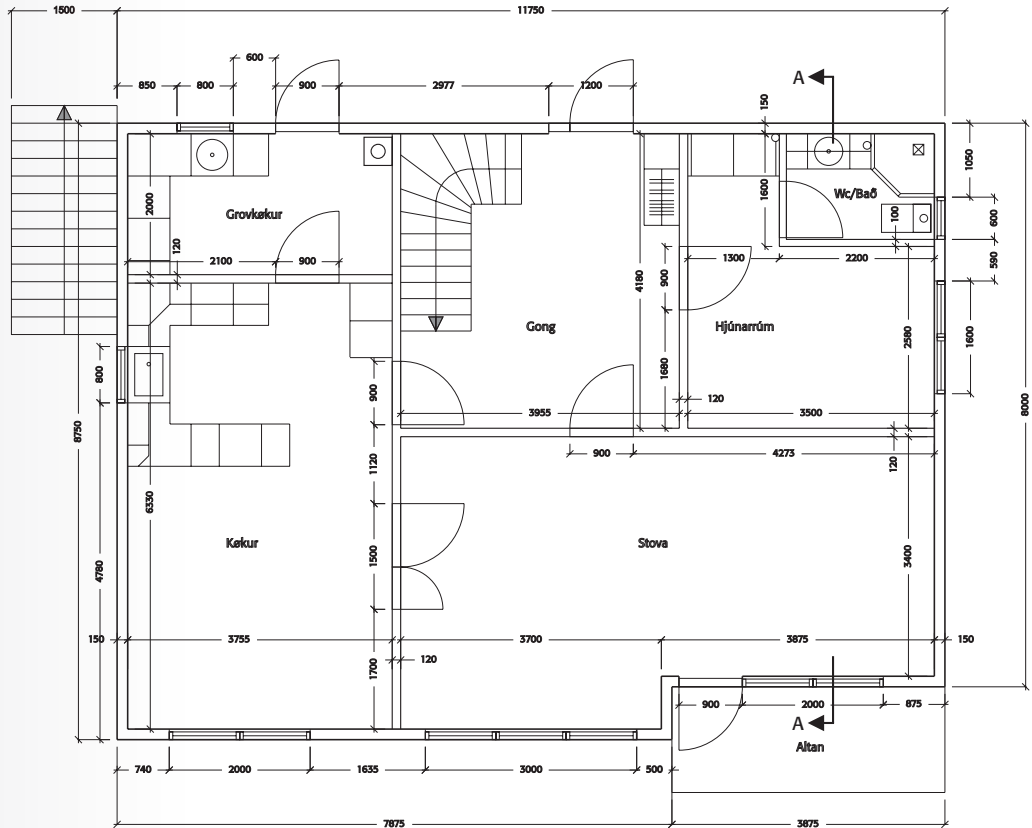 1500 11750
600
850 800 900 2977 1200
A
150
1050
2000
Grovkøkur
Wc/Bað
1600
100
600
120
2100 900
1300 2200
590
4180
900
Gong
Hjúnarrúm
2580
1600
800
900
1680
8750
8000
3955
120
3500
900 4273
120
1120
6330
Køkur
Stova
1500
3400
4780
150 3755 3700 3875 150
120
1700
900 2000 875
A
Altan
740 2000 1635 3000 500
7875 3875